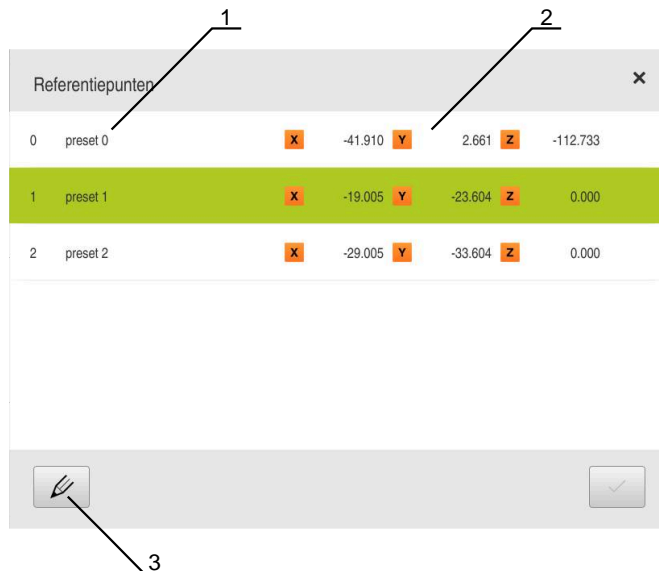 1 2
Referentiepunten
0 preset 0 X -41.910 Y 2.661 Z -112.733
1 preset 1 X -19.005 Y -23.604 Z 0.000
2 preset 2 X -29.005 Y -33.604 Z 0.000
3